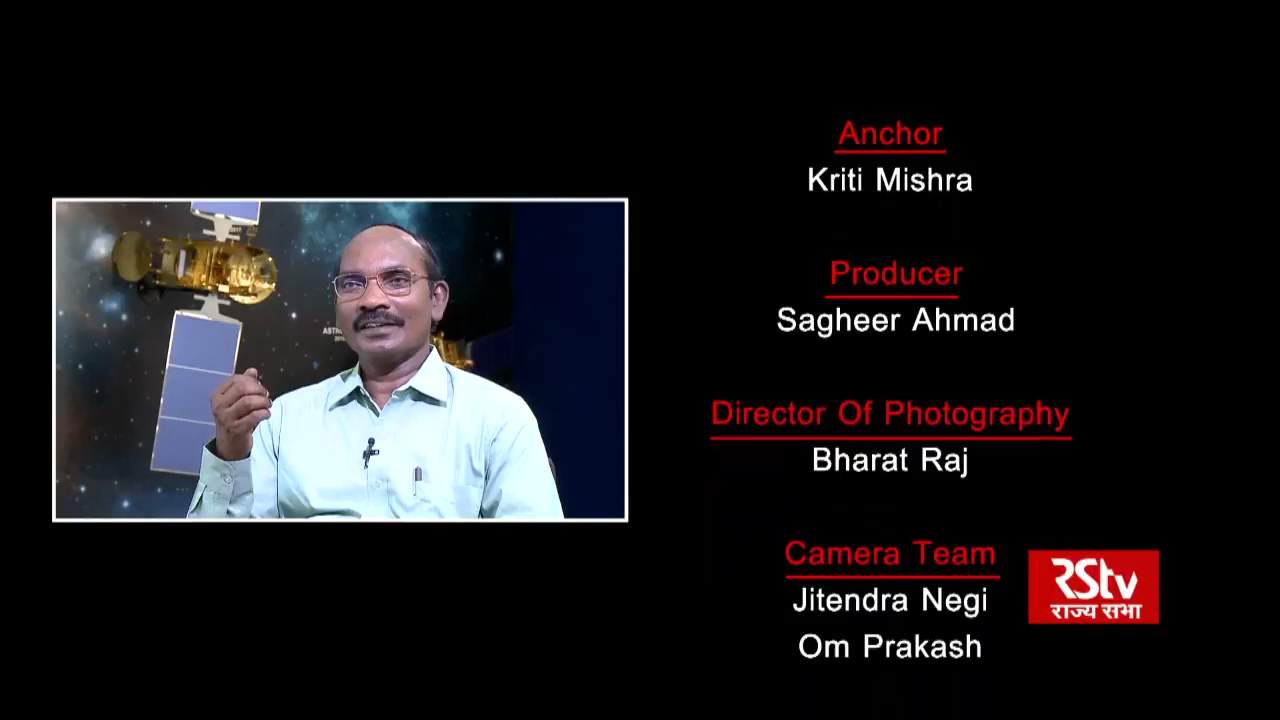 Anchor
Kriti Mishra
Producer
Sagheer Ahmad
Director Of Photography
Bharat Raj
Camera Team
Jitendra Negi
Om Prakash
RStv
राज्य सभा
2017